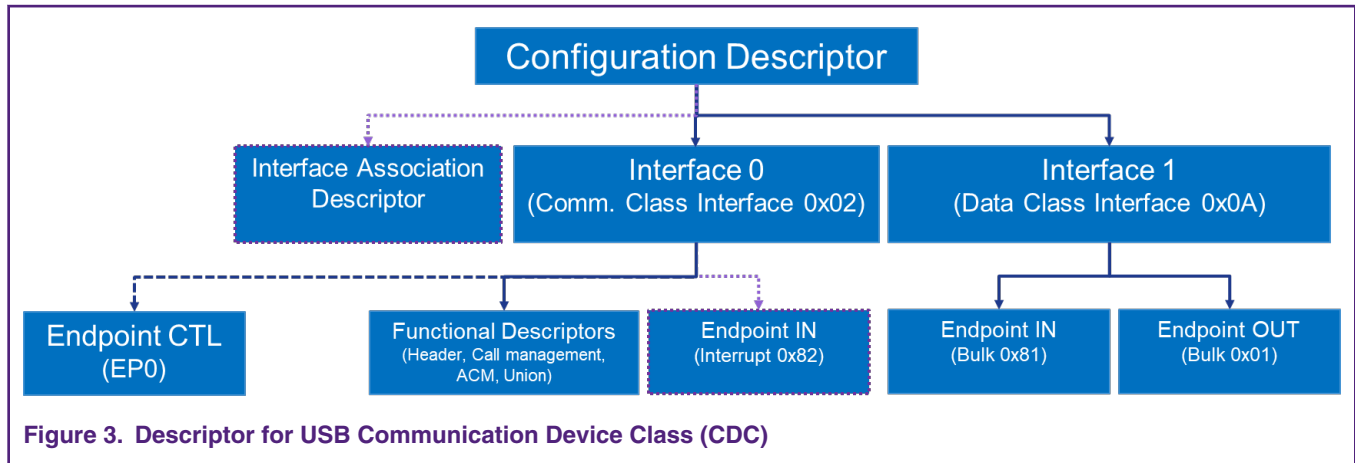 Configuration Descriptor
Interface Association
Descriptor
Interface 0
(Comm. Class Interface 0x02)
Interface 1
(Data Class Interface 0x0A)
Endpoint CTL
(EP0)
Functional Descriptors
(Header, Call management,
ACM, Union)
Endpoint IN
(Interrupt 0x82)
Endpoint IN
(Bulk 0x81)
Endpoint OUT
(Bulk 0x01)
Figure 3. Descriptor for USB Communication Device Class (CDC)